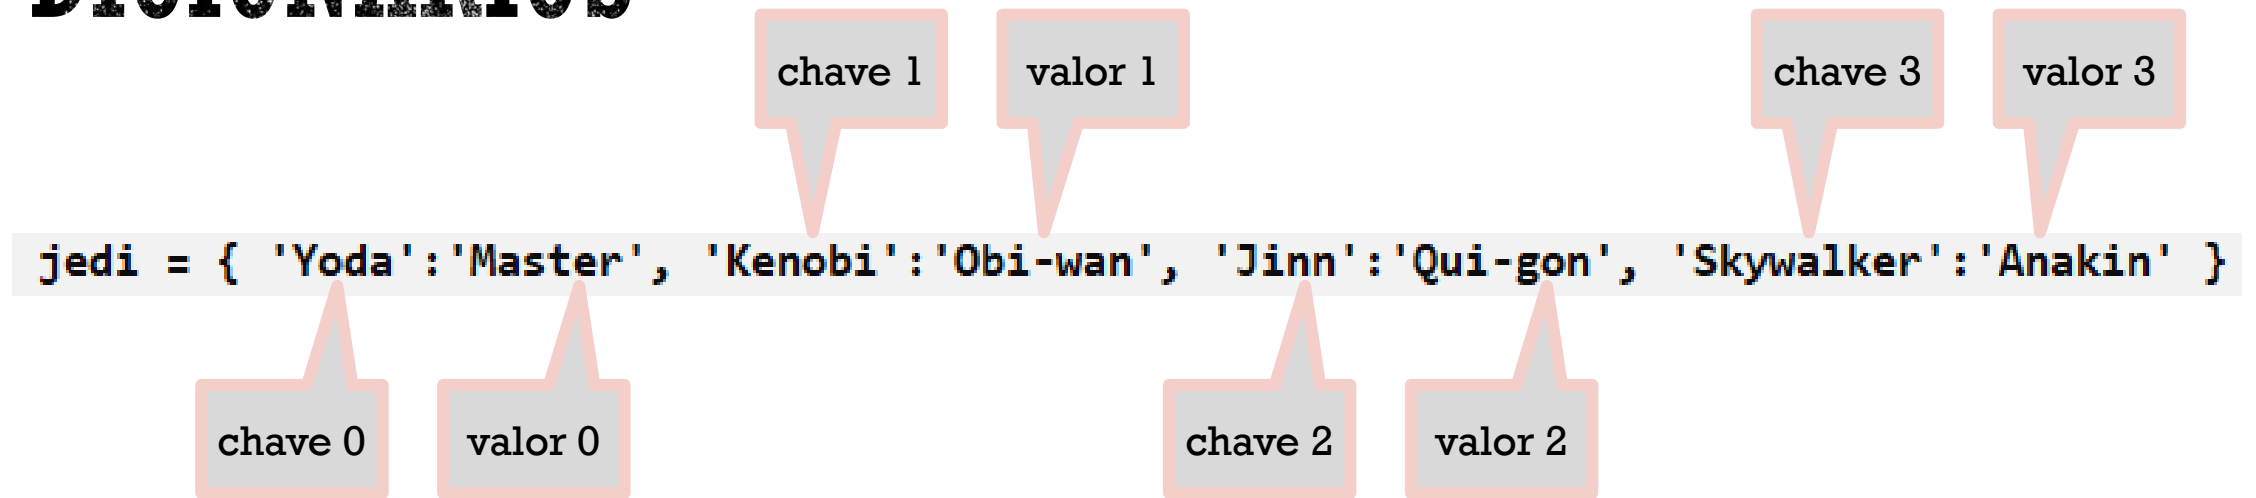 DICIONÁRIOS
chave 1 valor 1 chave 3 valor 3
jedi = { 'Yoda':'Master', 'Kenobi':'Obi-wan', 'Jinn':'Qui-gon', 'Skywalker':'Anakin' }
chave 0 valor 0 chave 2 valor 2